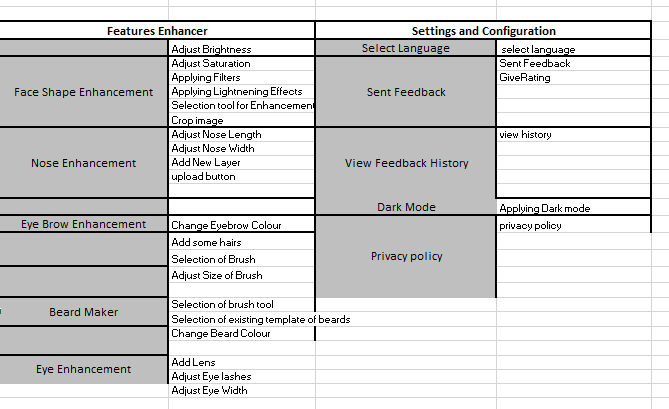 Features Enhancer Settings and Configuration
Adjust Brightness Select Language select language
Face Shape Enhancement Adjust Saturation Sent Feedback Sent Feedback
Applying Filters GiveRating
Applying Lightnening Effects
Selection tool for Enhancement
Crop image
Nose Enhancement Adjust Nose Length View Feedback History view history
Adjust Nose Width
Add New Layer
upload button
Dark Mode Applying Dark mode
Eye Brow Enhancement Change Eyebrow Colour Privacy policy privacy policy
Add some hairs
Selection of Brush
Adjust Size of Brush
Beard Maker Selection of brush tool
Selection of existing template of beards
Change Beard Colour
Eye Enhancement Add Lens
Adjust Eye lashes
Adjust Eye Width